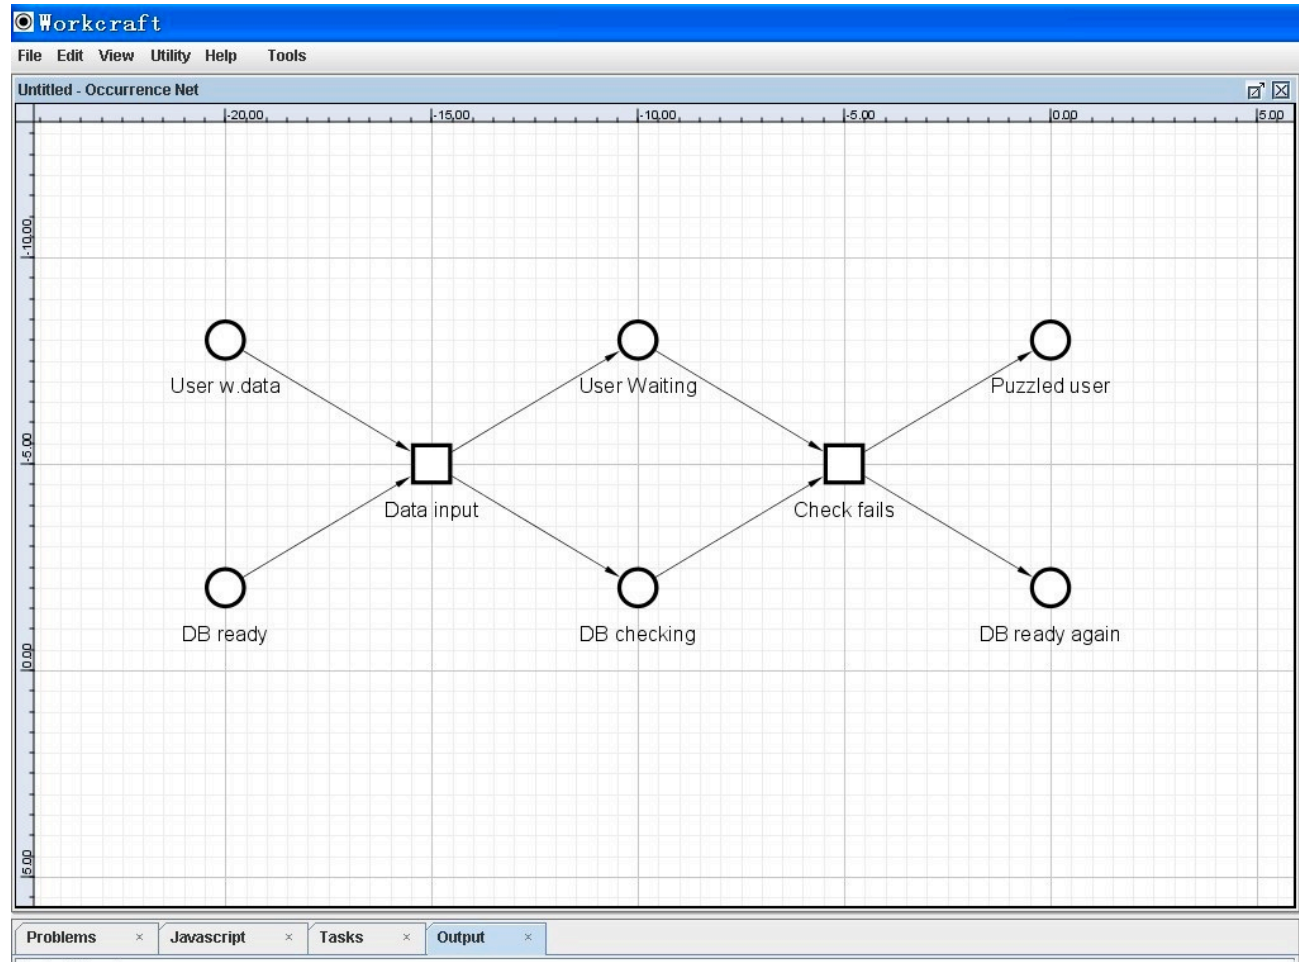 Workcraft
File Edit View Utility Help Tools
Untitled - Occurrence Net
-20.00 -15.00 -10.00 -5.00 0.00 5.00
-10.00
User w.data User Waiting Puzzled user
-5.00
Data input Check fails
DB ready DB checking DB ready again
0.00
5.00
Problems × Javascript × Tasks × Output ×